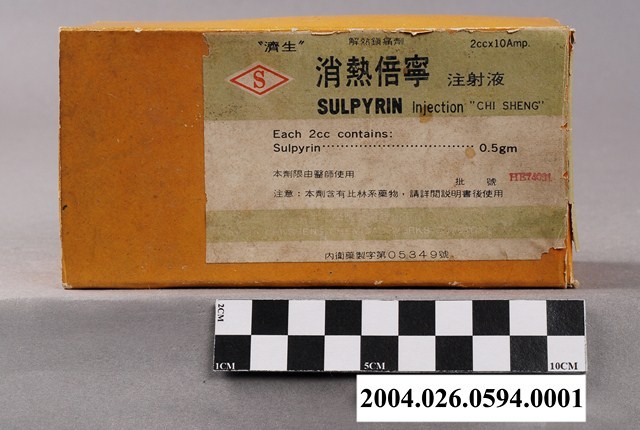 "濟生"
解熱鎮痛劑
2cc×10Amp.
S
消熱倍寧 注射液
SULPYRIN Injection "CHI SHENG"
Each 2cc contains:
Sulpyrin································0.5gm
本劑限由醫師使用
批 號
注意：本劑含有比林系藥物，請詳閱說明書後使用
內衛藥製字第05349號。
2CM
1CM 5CM 10CM
2004.026.0594.0001